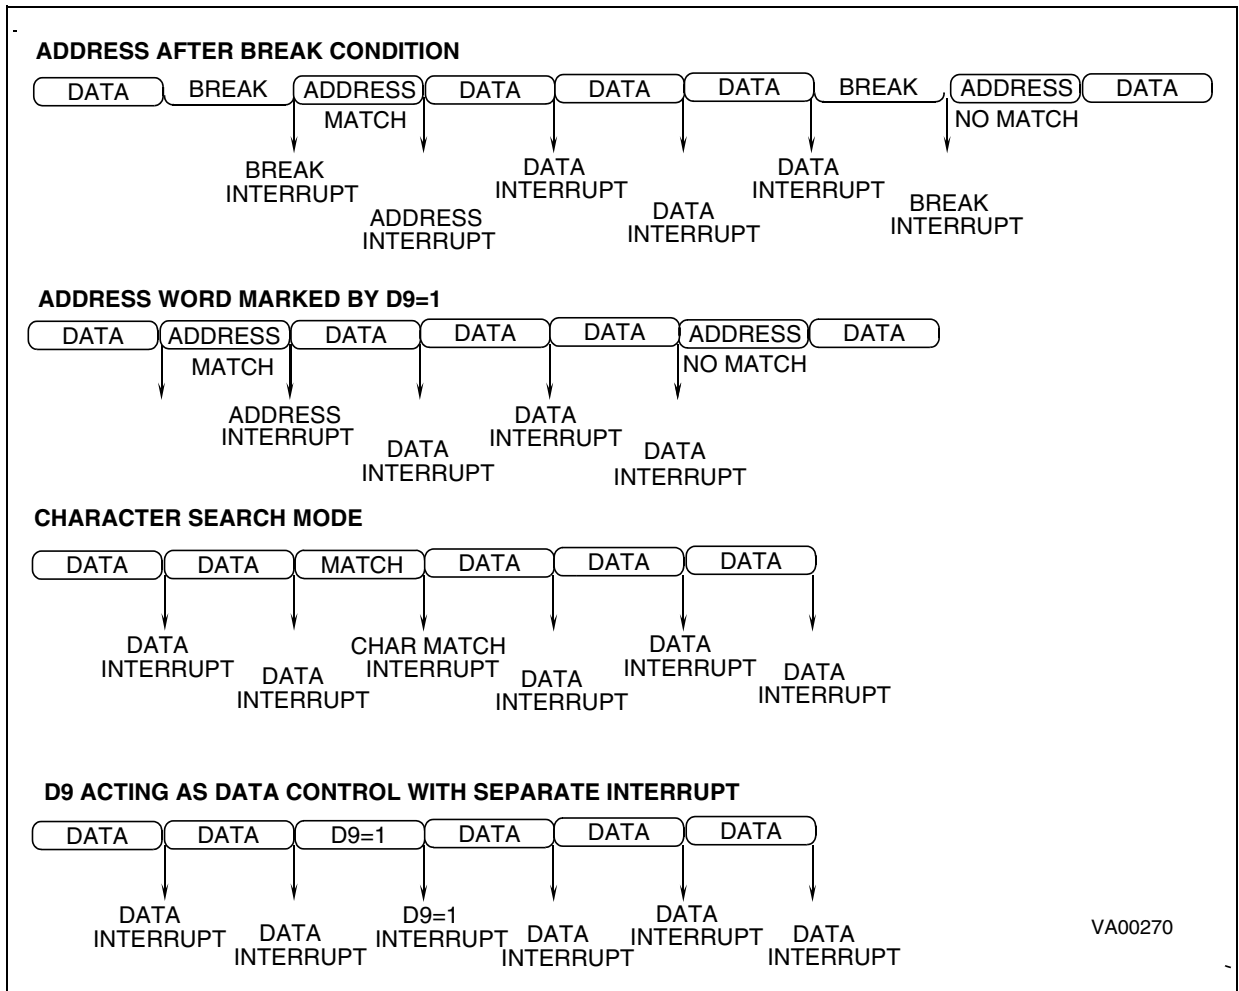 ADDRESS AFTER BREAK CONDITION
DATA BREAK ADDRESS DATA DATA DATA BREAK ADDRESS DATA
MATCH NO MATCH
BREAK
INTERRUPT
ADDRESS
INTERRUPT
DATA
INTERRUPT
DATA
INTERRUPT
DATA
INTERRUPT
BREAK
INTERRUPT
ADDRESS WORD MARKED BY D9=1
DATA ADDRESS DATA DATA DATA ADDRESS DATA
MATCH NO MATCH
ADDRESS
INTERRUPT
DATA
INTERRUPT
DATA
INTERRUPT
DATA
INTERRUPT
CHARACTER SEARCH MODE
DATA DATA MATCH DATA DATA DATA
DATA
INTERRUPT
DATA
INTERRUPT
CHAR MATCH
INTERRUPT
DATA
INTERRUPT
DATA
INTERRUPT
DATA
INTERRUPT
D9 ACTING AS DATA CONTROL WITH SEPARATE INTERRUPT
DATA DATA D9=1 DATA DATA DATA
DATA
INTERRUPT
DATA
INTERRUPT
D9=1
INTERRUPT
DATA
INTERRUPT
DATA
INTERRUPT
DATA
INTERRUPT
VA00270